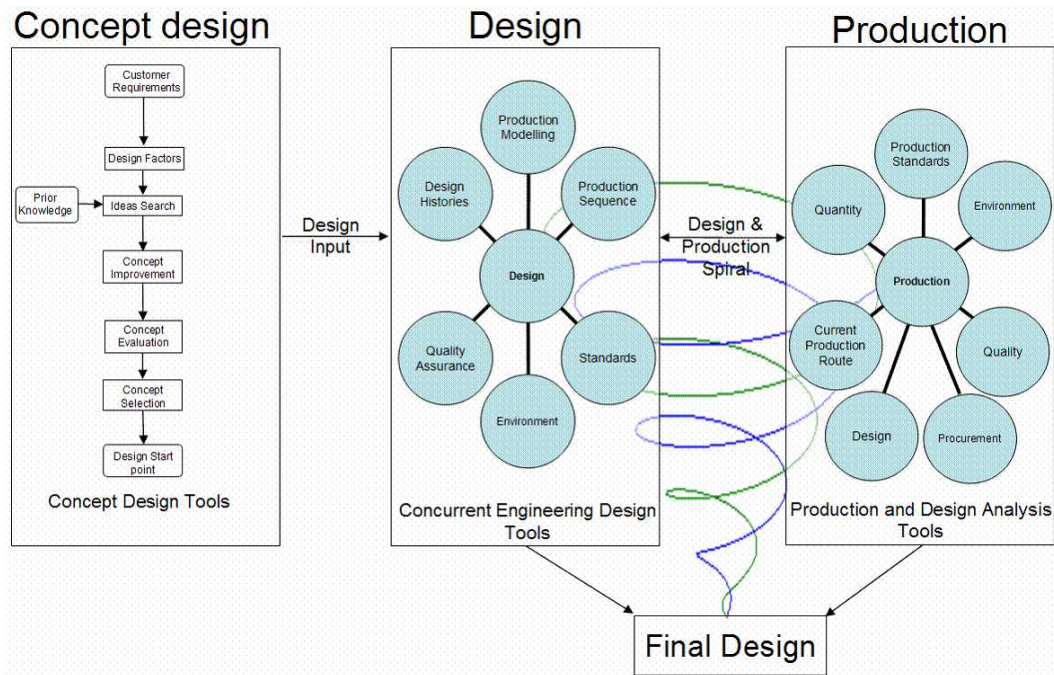 Concept design
Customer
Requirements
Design Factors
Prior
Knowledge
Ideas Search
Concept
Improvement
Concept
Evaluation
Concept
Selection
Design Start
point
Concept Design Tools
Design
Input
Design
Production
Modelling
Design
Histories
Production
Sequence
Design
Quality
Assurance
Standards
Environment
Concurrent Engineering Design
Tools
Design &
Production
Spiral
Production
Production
Standards
Quantity
Environment
Production
Current
Production
Route
Quality
Design
Procurement
Production and Design Analysis
Tools
Final Design